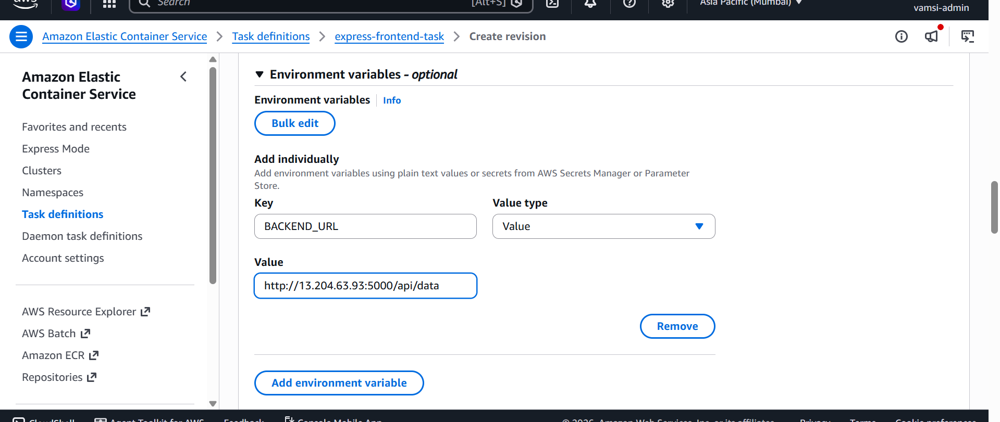 aws
Search
[Alt+S]
Asia Pacific (Mumbai)
vamsi-admin
Amazon Elastic Container Service
Task definitions
express-frontend-task
Create revision
Amazon Elastic
Container Service
Favorites and recents
Express Mode
Clusters
Namespaces
Task definitions
Daemon task definitions
Account settings
AWS Resource Explorer
AWS Batch
Amazon ECR
Repositories
Environment variables - optional
Environment variables
Info
Bulk edit
Add individually
Add environment variables using plain text values or secrets from AWS Secrets Manager or Parameter
Store.
Key
Value type
BACKEND_URL
Value
Value
http://13.204.63.93:5000/api/data
Remove
Add environment variable
CloudShell
Agent Toolkit for AWS
Feedback
Console Mobile App
© 2026, Amazon Web Services, Inc. or its affiliates.
Privacy
Terms
Cookie preferences